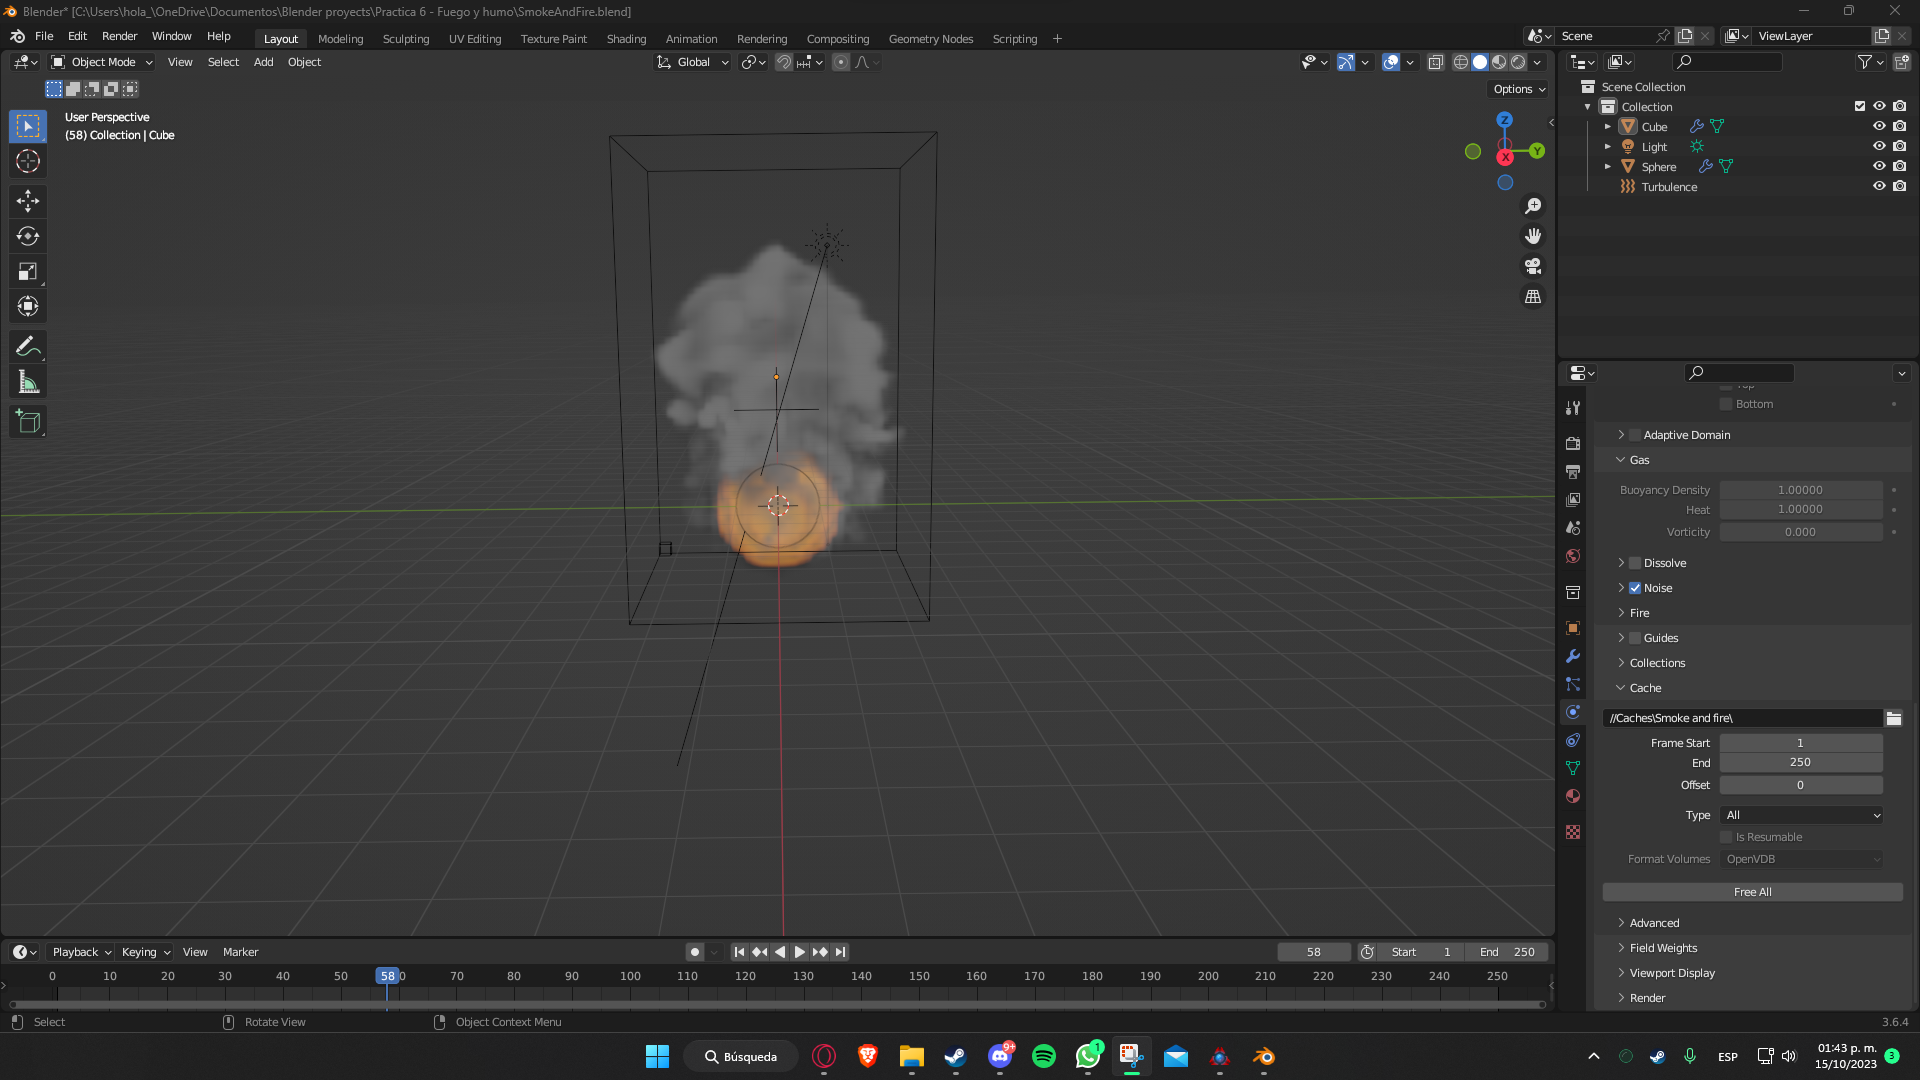 Blender* [C:\Users\hola_\OneDrive\Documentos\Blender proyects\Practica 6 - Fuego y humo\SmokeAndFire.blend]
File Edit Render Window Help Layout Modeling Sculpting UV Editing Texture Paint Shading Animation Rendering Compositing Geometry Nodes Scripting + Scene ViewLayer
Object Mode View Select Add Object Global
Options
User Perspective
(58) Collection | Cube
Z
Y
X
Scene Collection
Collection
Cube
Light
Sphere
Turbulence
Bottom
Adaptive Domain
Gas
Buoyancy Density 1.00000
Heat 1.00000
Vorticity 0.000
Dissolve
Noise
Fire
Guides
Collections
Cache
//Caches\Smoke and fire\
Frame Start 1
End 250
Offset 0
Type All
Is Resumable
Format Volumes OpenVDB
Free All
Advanced
Field Weights
Viewport Display
Render
Playback Keying View Marker 58 Start 1 End 250
0 10 20 30 40 50 58 70 80 90 100 110 120 130 140 150 160 170 180 190 200 210 220 230 240 250
Select Rotate View Object Context Menu 3.6.4
Búsqueda 9+ 1 ESP 01:43 p. m. 3
15/10/2023